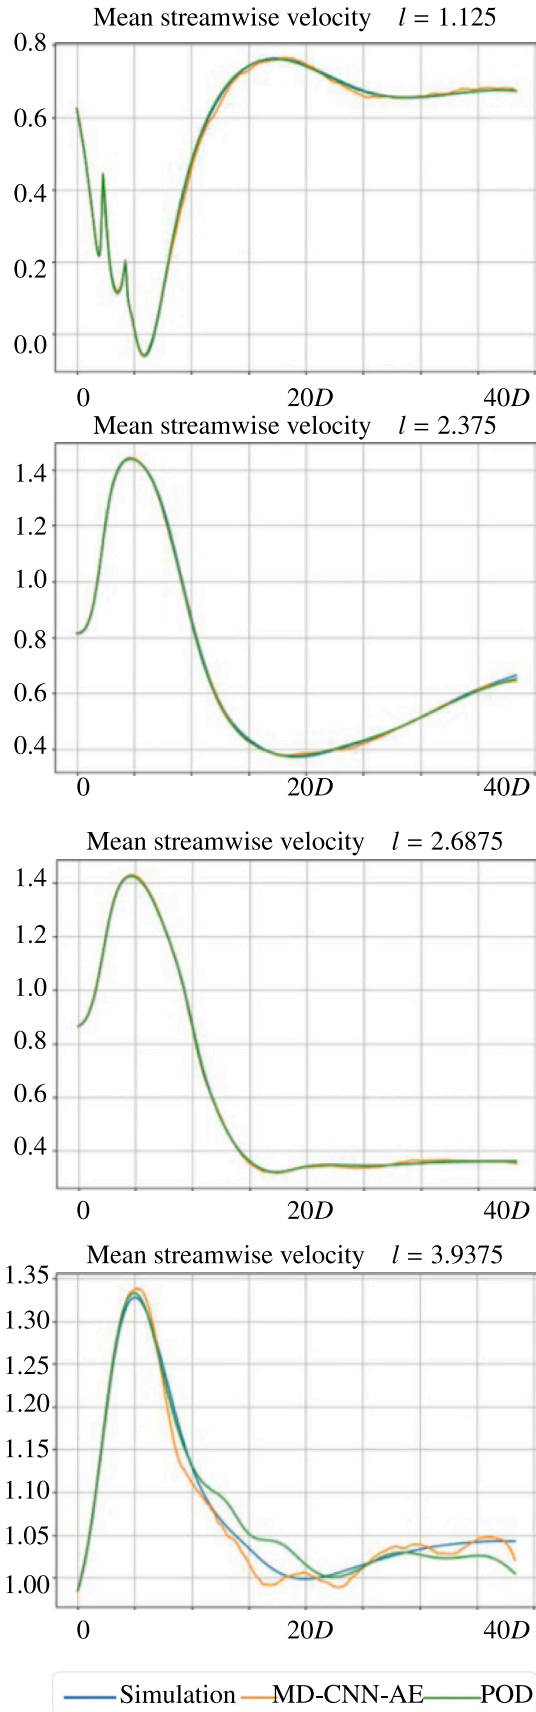 Mean streamwise velocity l = 1.125
0.8
0.6
0.4
0.2
0.0
0 20D 40D
Mean streamwise velocity l = 2.375
1.4
1.2
1.0
0.8
0.6
0.4
0 20D 40D
Mean streamwise velocity l = 2.6875
1.4
1.2
1.0
0.8
0.6
0.4
0 20D 40D
Mean streamwise velocity l = 3.9375
1.35
1.30
1.25
1.20
1.15
1.10
1.05
1.00
0 20D 40D
Simulation MD-CNN-AE POD